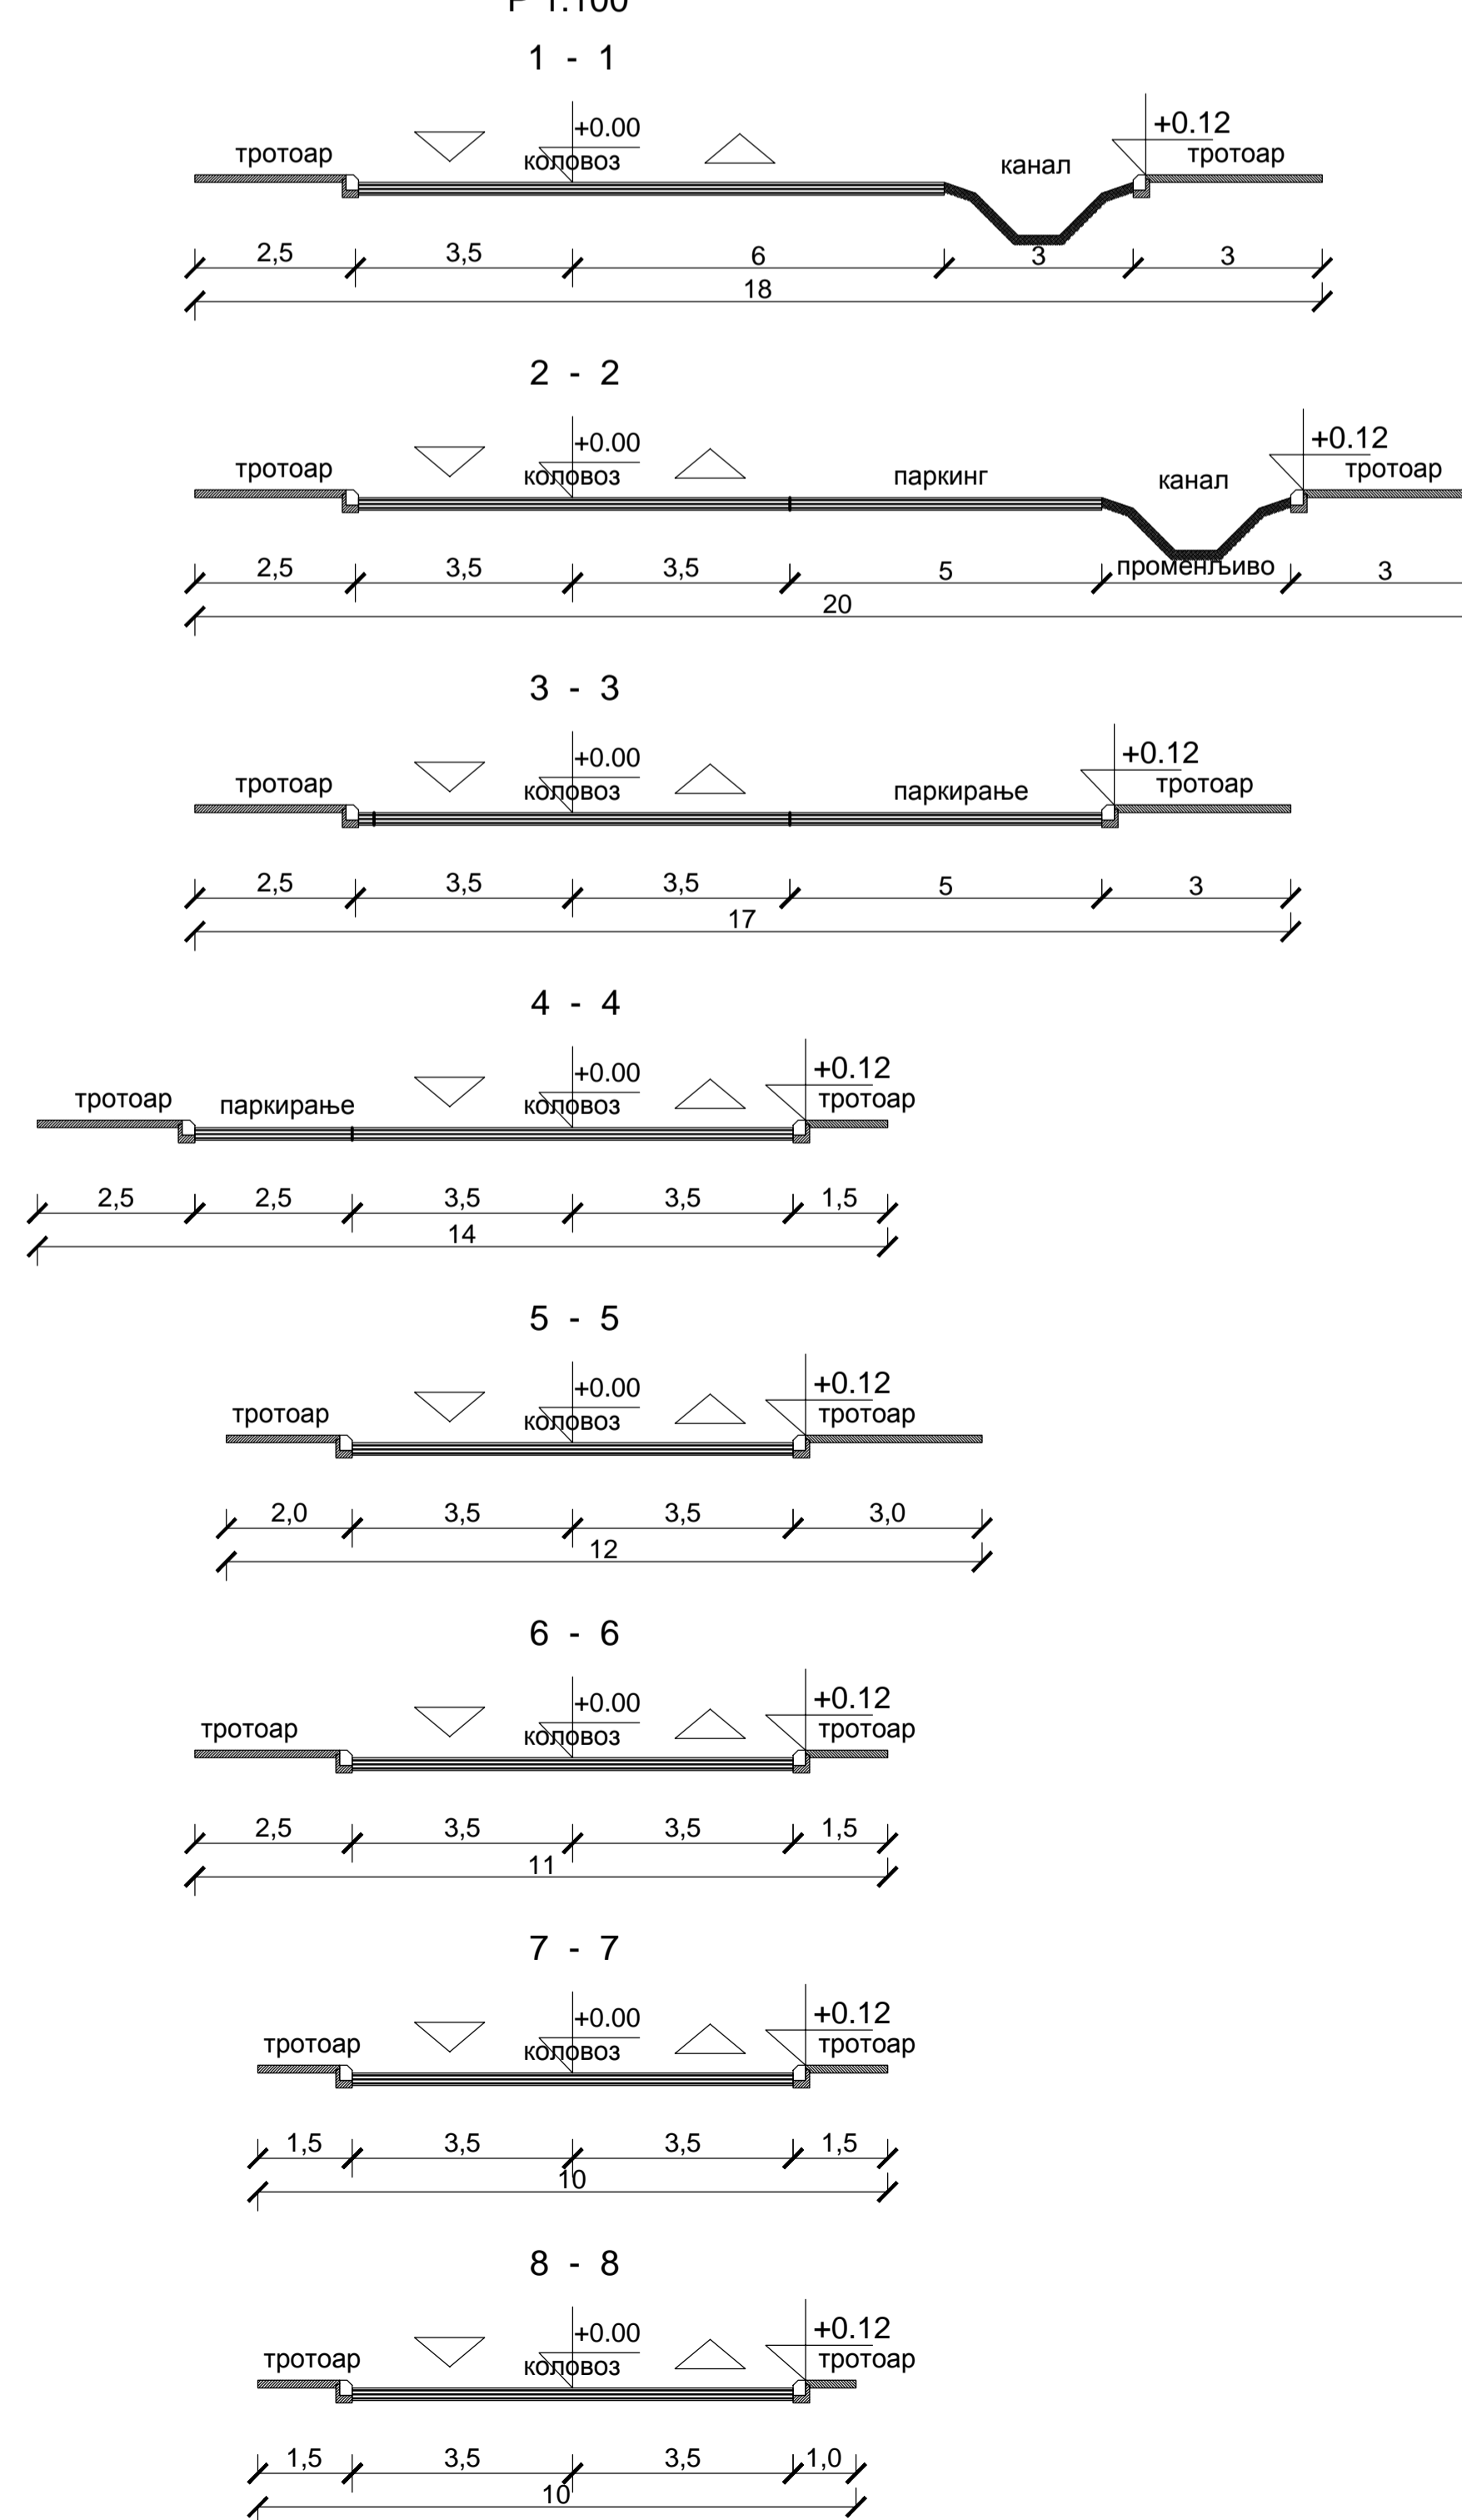 Р 1:100
1 - 1
+0.00 +0.12
тротоар коловоз канал тротоар
2,5 3,5 6 3 3
18
2 - 2
+0.00 +0.12
тротоар коловоз паркинг канал тротоар
2,5 3,5 3,5 5 променљиво 3
20
3 - 3
+0.00 +0.12
тротоар коловоз паркирање тротоар
2,5 3,5 3,5 5 3
17
4 - 4
+0.00 +0.12
тротоар паркирање коловоз тротоар
2,5 2,5 3,5 3,5 1,5
14
5 - 5
+0.00 +0.12
тротоар коловоз тротоар
2,0 3,5 3,5 3,0
12
6 - 6
+0.00 +0.12
тротоар коловоз тротоар
2,5 3,5 3,5 1,5
11
7 - 7
+0.00 +0.12
тротоар коловоз тротоар
1,5 3,5 3,5 1,5
10
8 - 8
+0.00 +0.12
тротоар коловоз тротоар
1,5 3,5 3,5 1,0
10